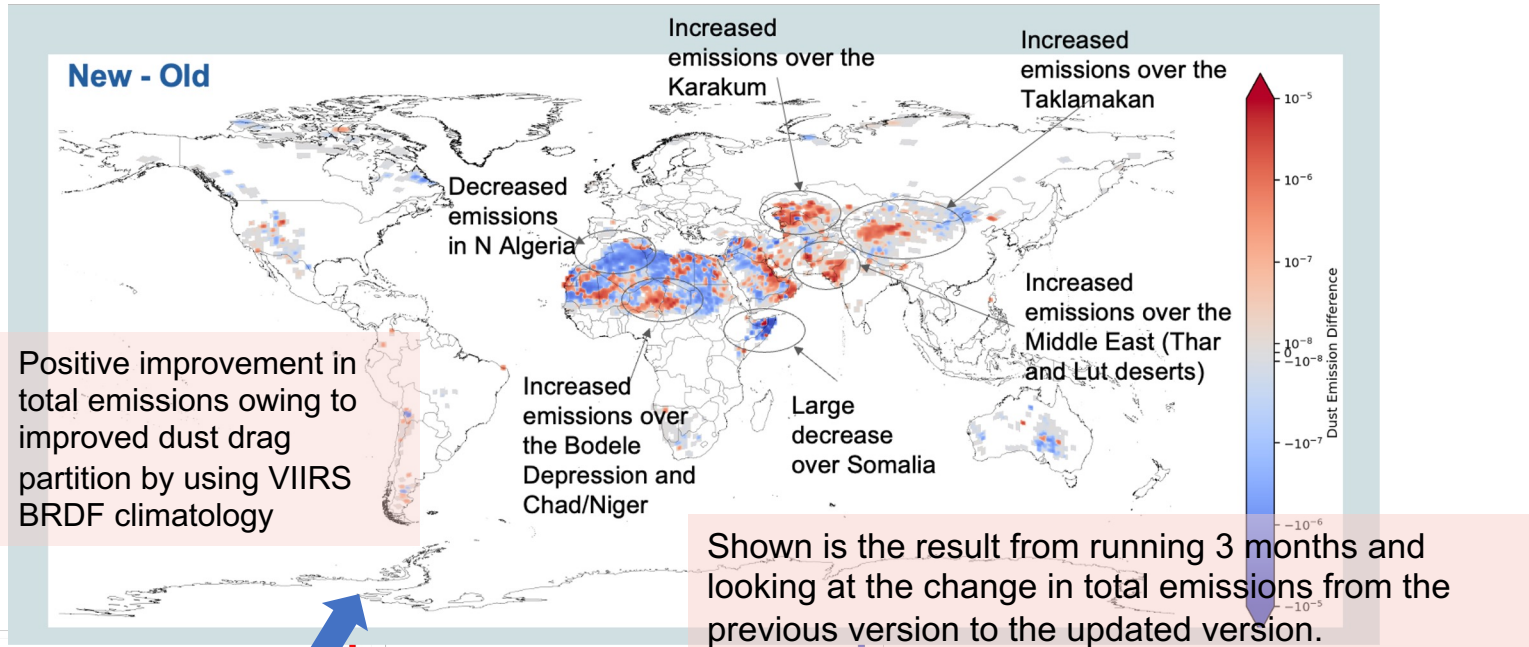 New - Old
Increased
emissions over the
Karakum
Increased
emissions over the
Taklamakan
Decreased
emissions
in N Algeria
Increased
emissions over the
Middle East (Thar
and Lut deserts)
Increased
emissions over
the Bodele
Depression and
Chad/Niger
Large
decrease
over Somalia
Positive improvement in
total emissions owing to
improved dust drag
partition by using VIIRS
BRDF climatology
Shown is the result from running 3 months and
looking at the change in total emissions from the
previous version to the updated version.
10⁻⁵
10⁻⁶
10⁻⁷
10⁻⁸
0
−10⁻⁸
−10⁻⁷
−10⁻⁶
−10⁻⁵
Dust Emission Difference